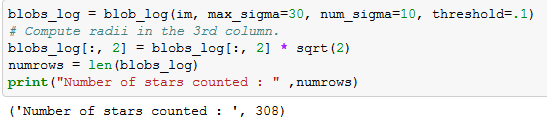 blobs_log = blob_log(im, max_sigma=30, num_sigma=10, threshold=.1)
# Compute radii in the 3rd column.
blobs_log[:, 2] = blobs_log[:, 2] * sqrt(2)
numrows = len(blobs_log)
print("Number of stars counted : " ,numrows)
('Number of stars counted : ', 308)